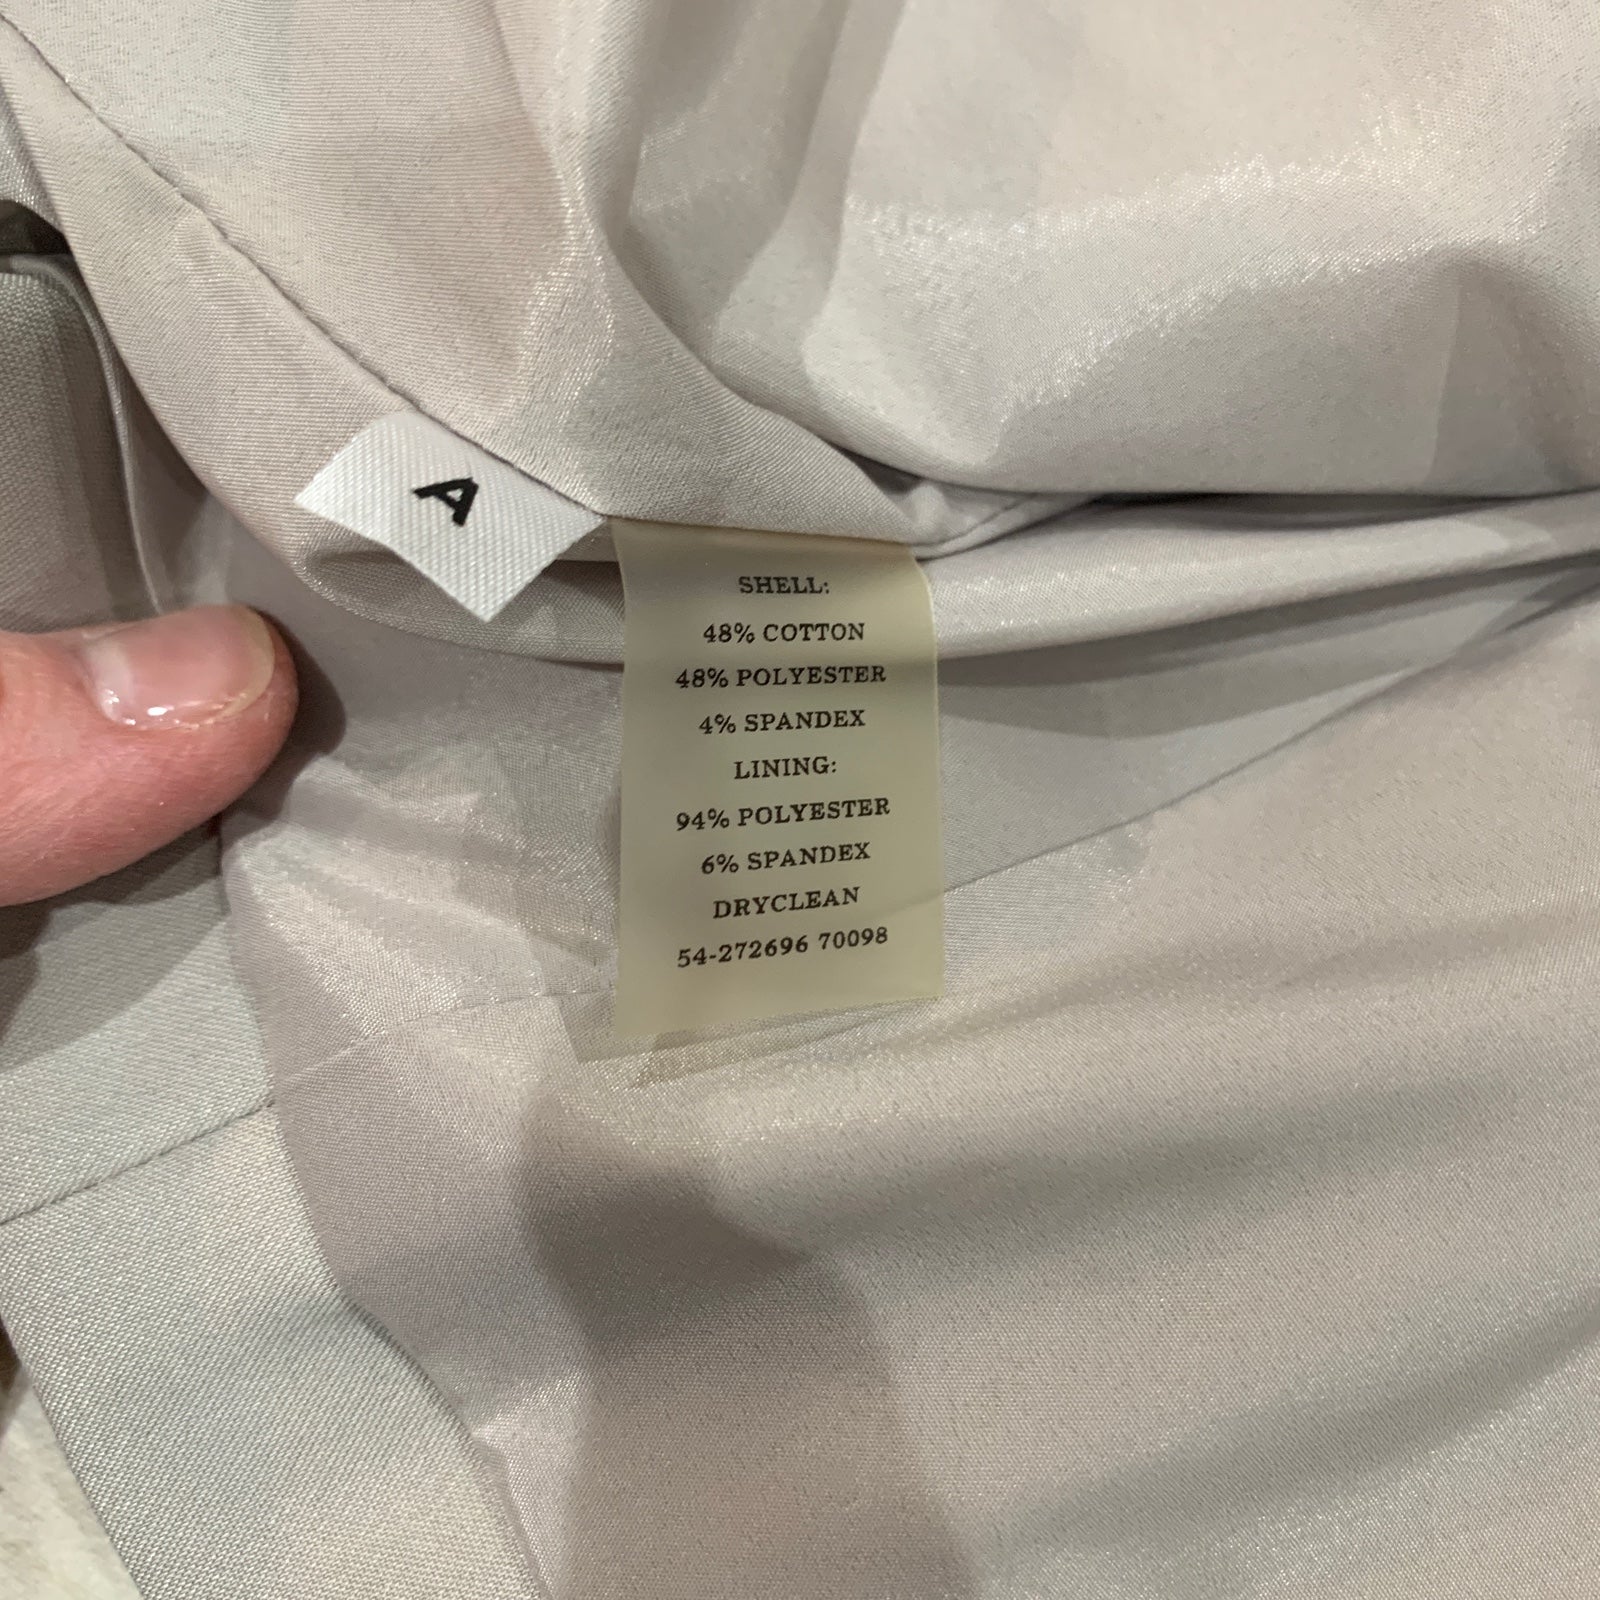 A
SHELL:
48% COTTON
48% POLYESTER
4% SPANDEX
LINING:
94% POLYESTER
6% SPANDEX
DRYCLEAN
54-272696 70098